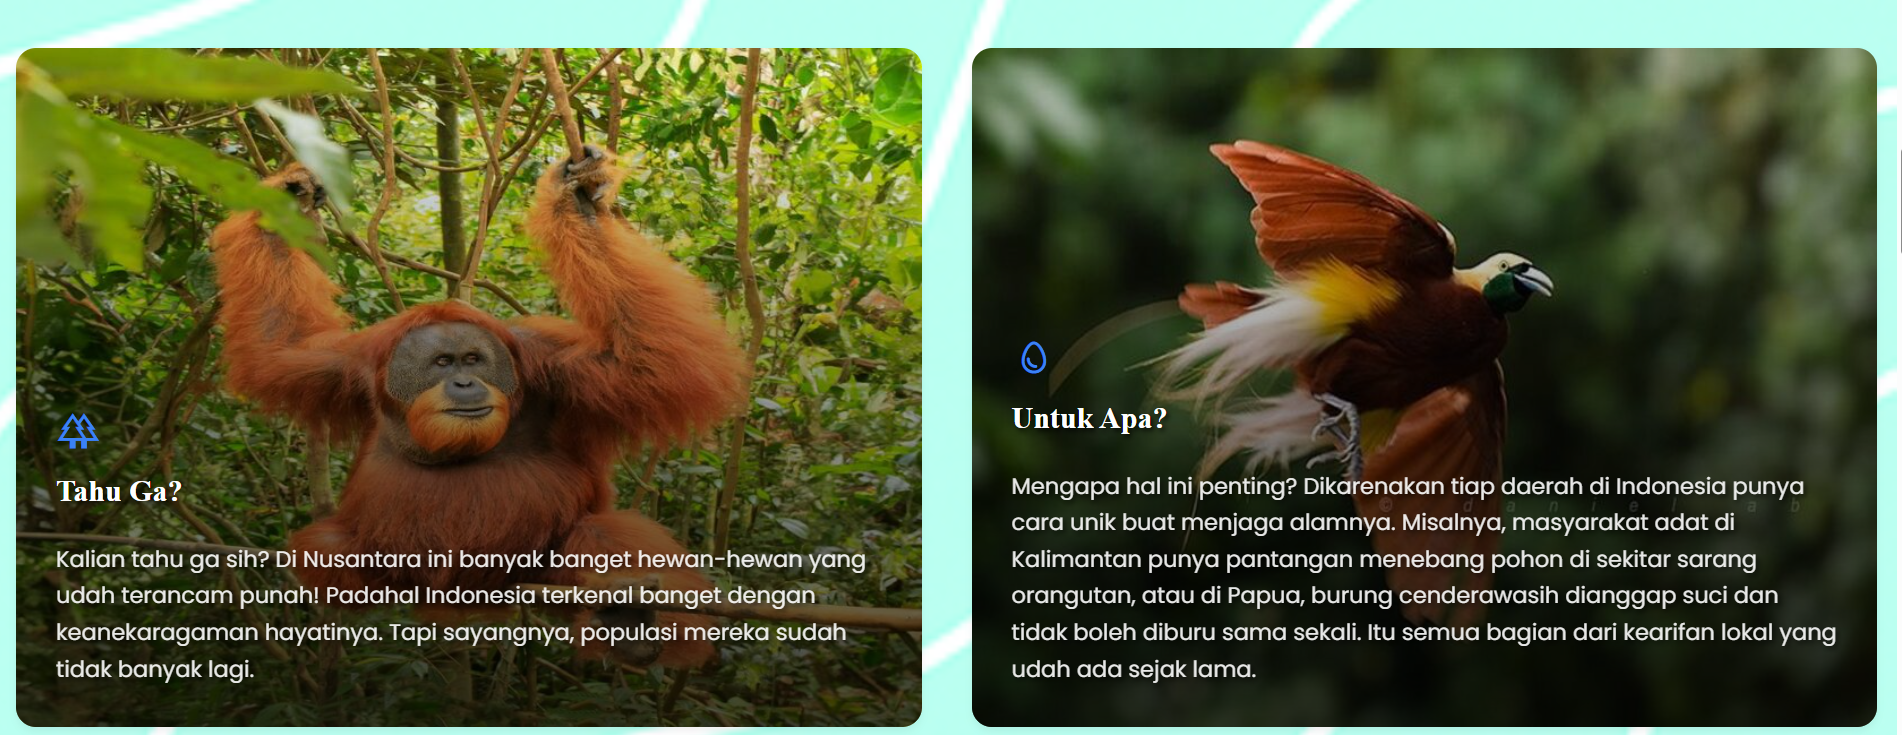 Tahu Ga?
Kalian tahu ga sih? Di Nusantara ini banyak banget hewan-hewan yang
udah terancam punah! Padahal Indonesia terkenal banget dengan
keanekaragaman hayatinya. Tapi sayangnya, populasi mereka sudah
tidak banyak lagi.
Untuk Apa?
Mengapa hal ini penting? Dikarenakan tiap daerah di Indonesia punya
cara unik buat menjaga alamnya. Misalnya, masyarakat adat di
Kalimantan punya pantangan menebang pohon di sekitar sarang
orangutan, atau di Papua, burung cenderawasih dianggap suci dan
tidak boleh diburu sama sekali. Itu semua bagian dari kearifan lokal yang
udah ada sejak lama.